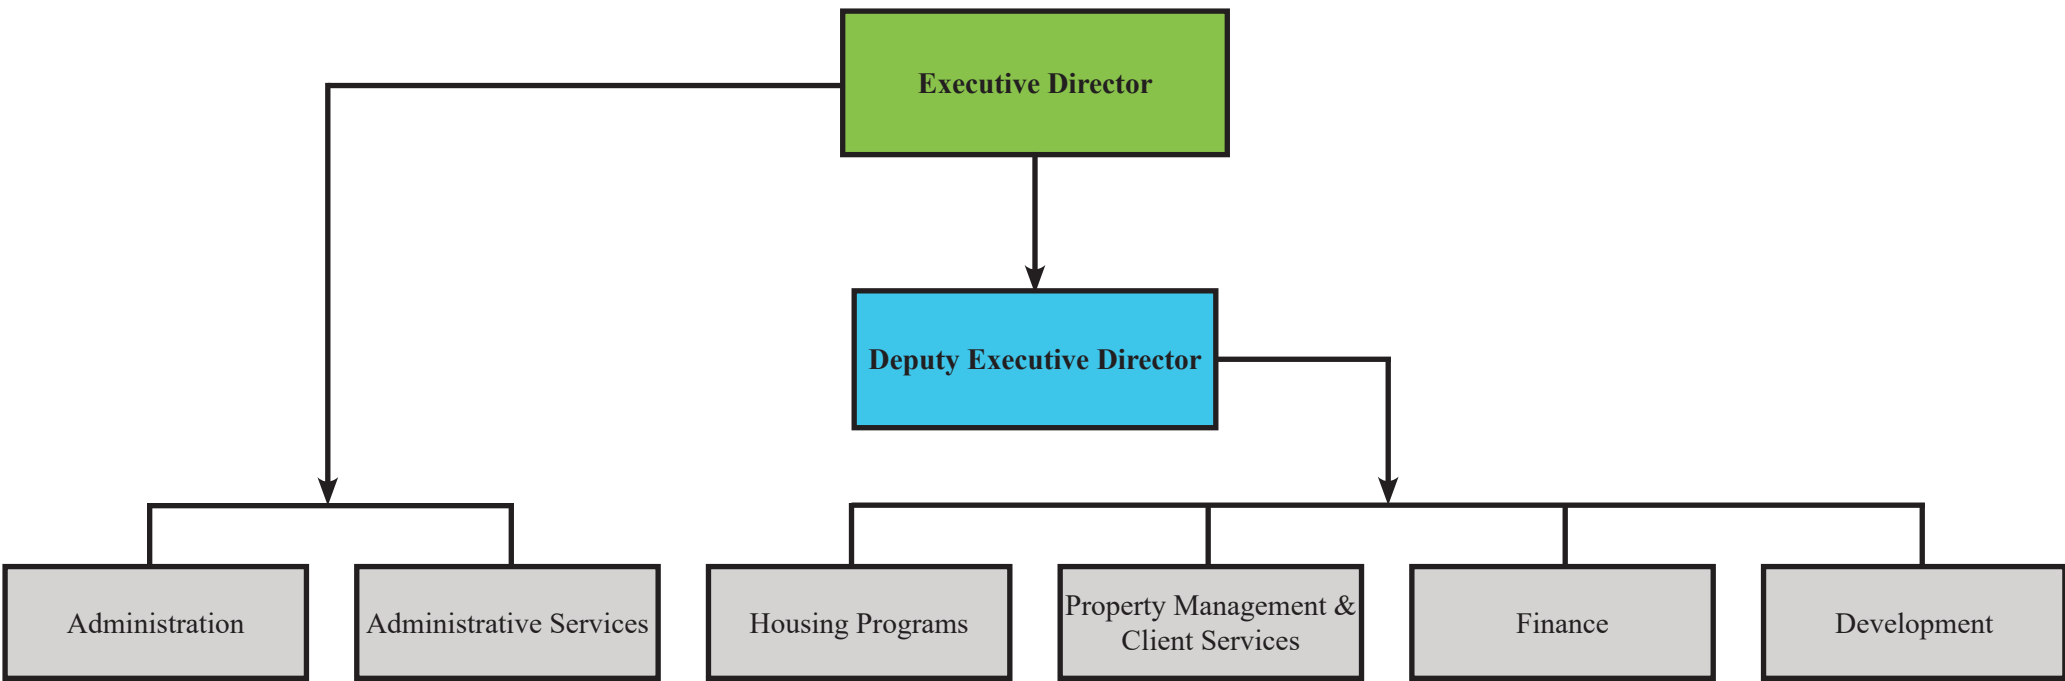 Executive Director
Deputy Executive Director
Administration
Administrative Services
Housing Programs
Property Management &
Client Services
Finance
Development